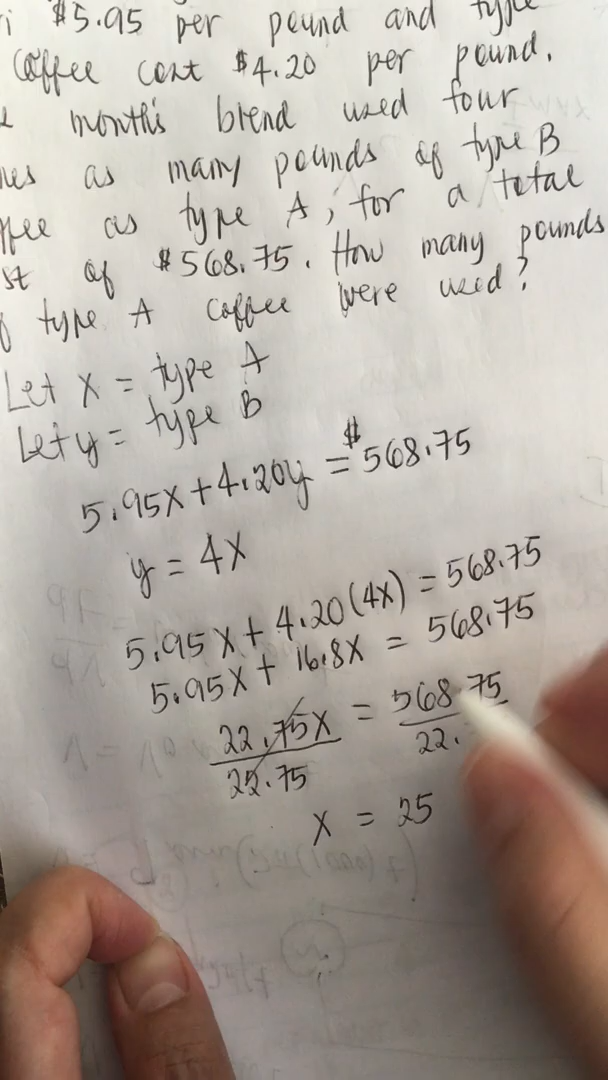 $5.95 per pound and type
Coffee cost $4.20 per pound.
month's blend used four
as many pounds of type B
as type A, for a total
of $568.75. How many pounds
type A coffee were used?
Let x = type A
Let y = type B
5.95x + 4.20y = $568.75
y = 4x
5.95x + 4.20(4x) = 568.75
5.95x + 16.8x = 568.75
22.75x = 568.75
22.75 22.
x = 25